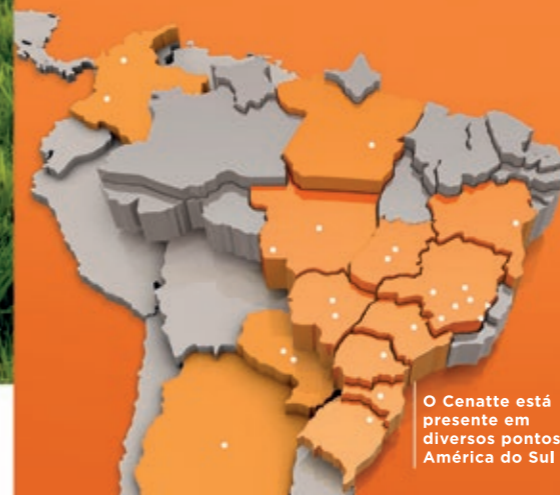 O Cenatte está
presente em
diversos pontos
América do Sul